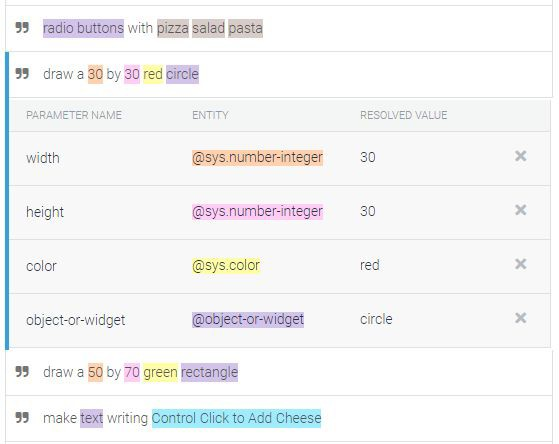 radio buttons with pizza salad pasta
draw a 30 by 30 red circle
PARAMETER NAME ENTITY RESOLVED VALUE
width @sys.number-integer 30
height @sys.number-integer 30
color @sys.color red
object-or-widget @object-or-widget circle
draw a 50 by 70 green rectangle
make text writing Control Click to Add Cheese